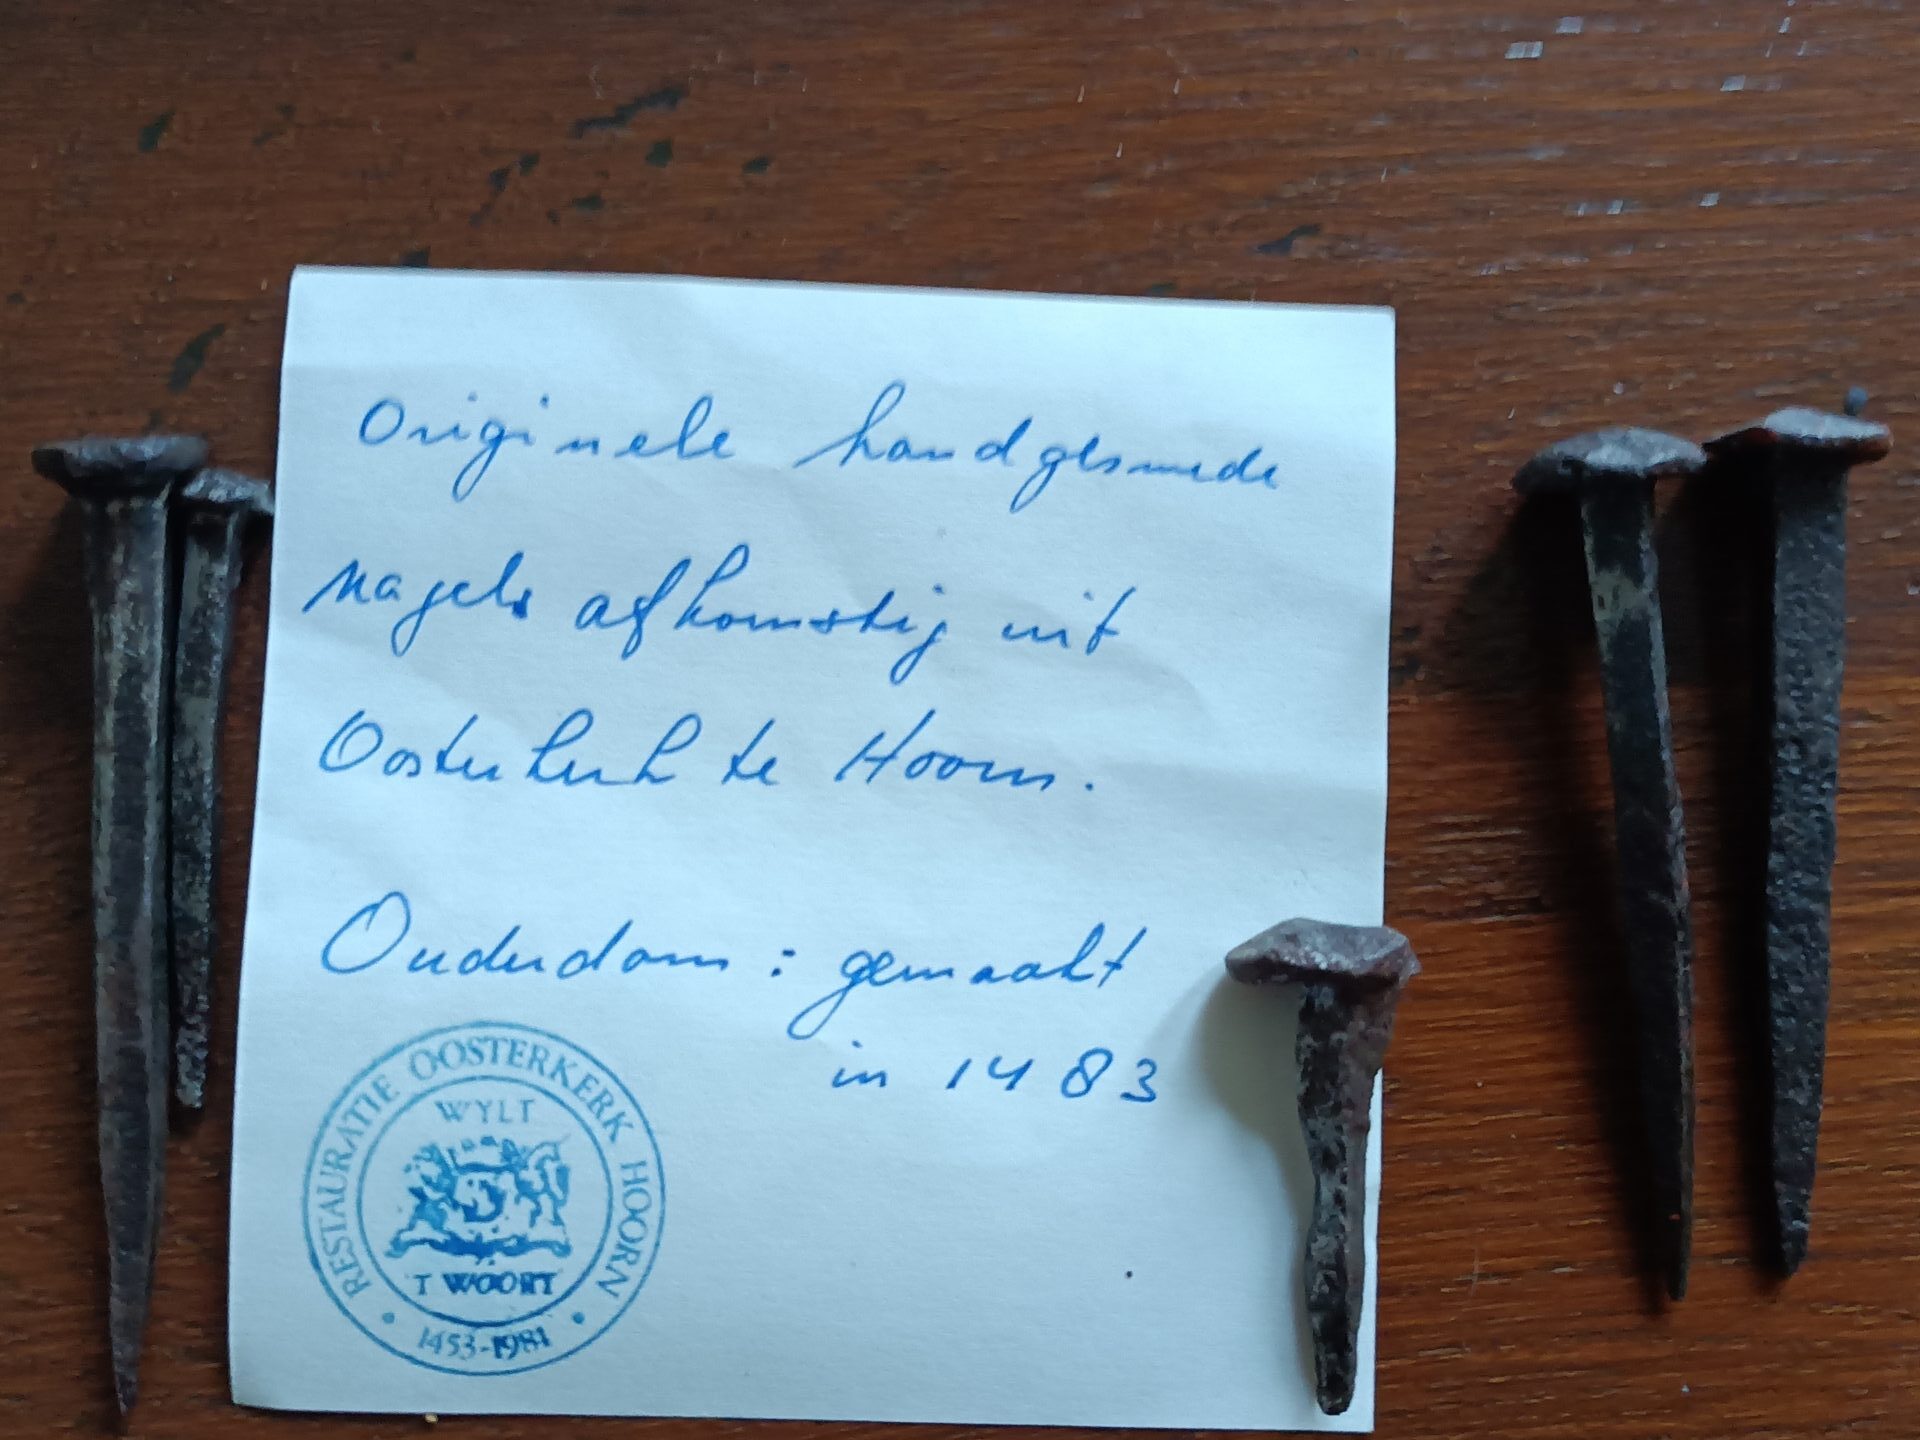 Originele handgesmede
nagels afkomstig uit
Oosterkerk te Hoorn.
Ouderdom : gemaakt
in 1483
RESTAURATIE OOSTERKERK HOORN
WYLT
T WOORT
• 1453-1981 •